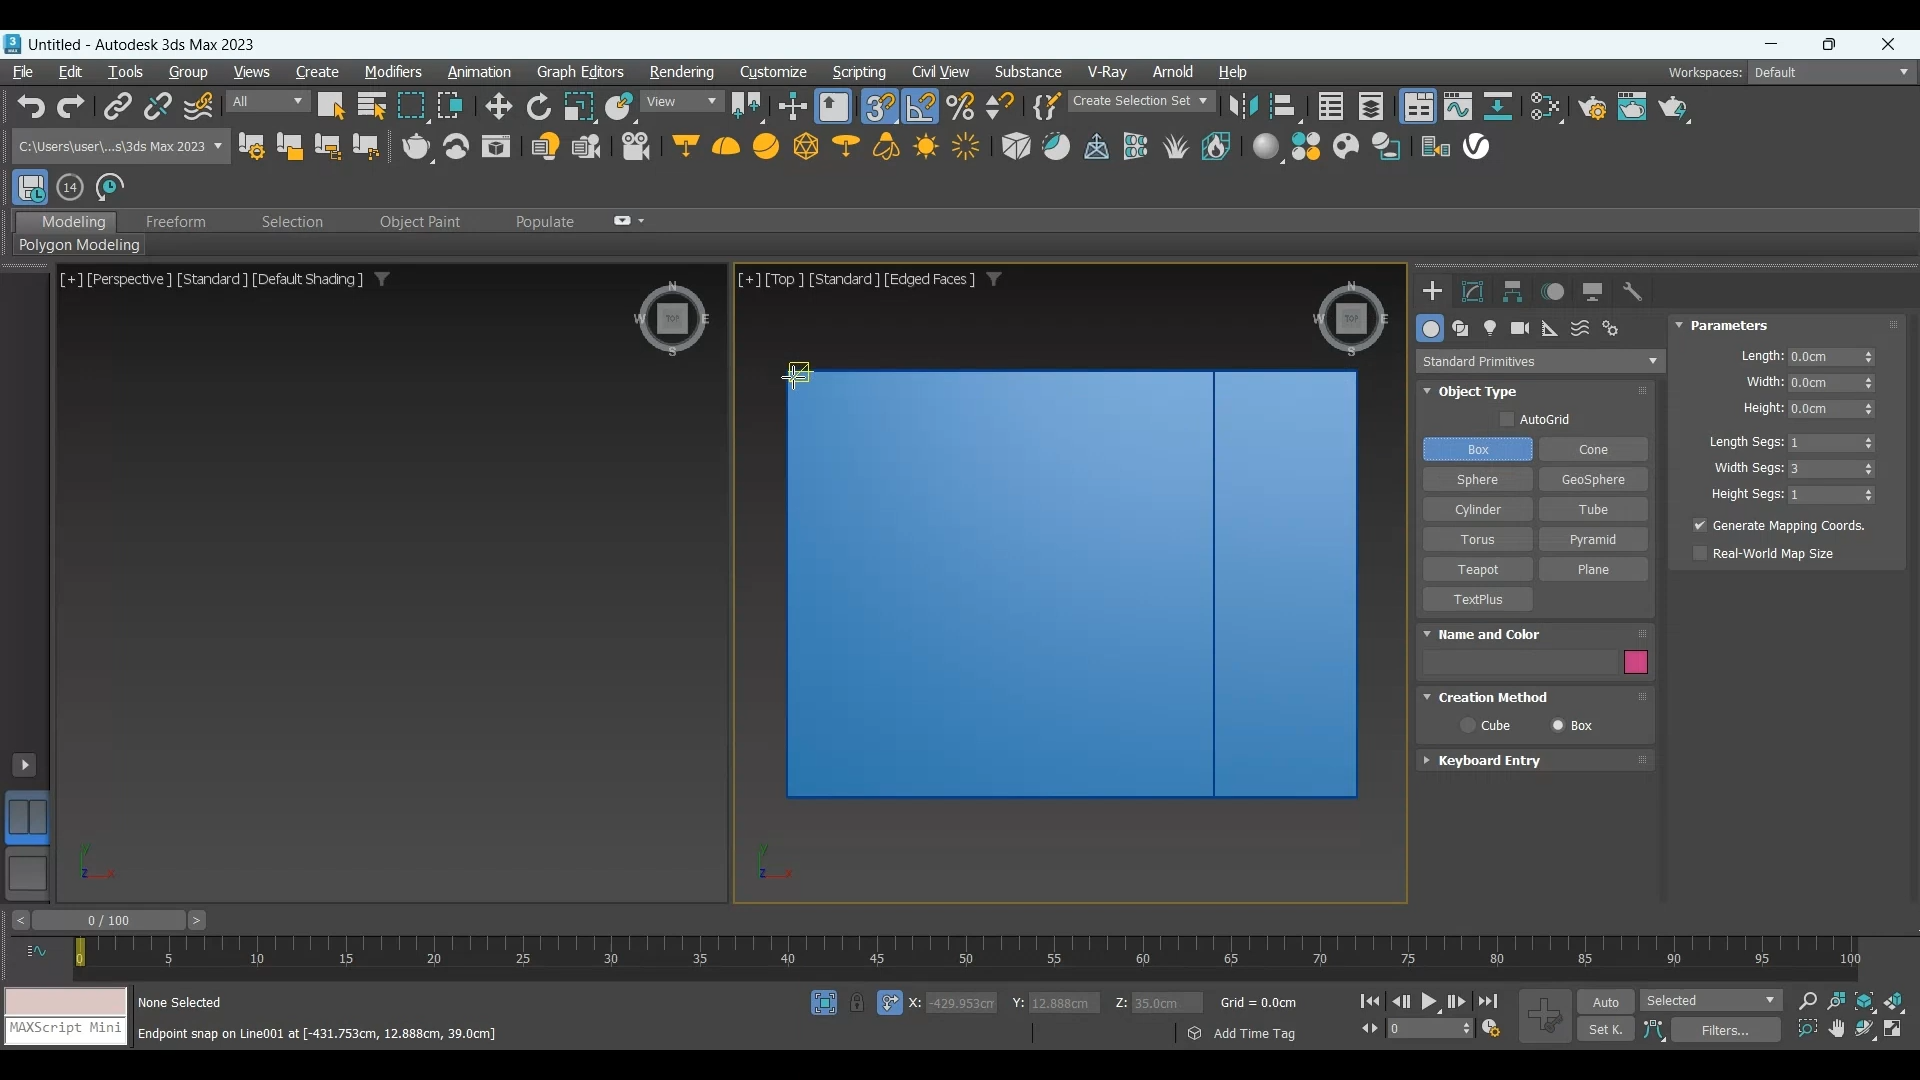 Untitled - Autodesk 3ds Max 2023
File Edit Tools Group Views Create Modifiers Animation Graph Editors Rendering Customize Scripting Civil View Substance V-Ray Arnold Help Workspaces: Default
All View 3 Create Selection Set
C:\Users\user\...s\3ds Max 2023
14
Modeling Freeform Selection Object Paint Populate
Polygon Modeling
[+] [Perspective ] [Standard ] [Default Shading ]
N
W TOP E
S
[+] [Top ] [Standard ] [Edged Faces ]
N
W TOP E
S
y
z x
y
z x
Standard Primitives
Object Type
AutoGrid
Box Cone
Sphere GeoSphere
Cylinder Tube
Torus Pyramid
Teapot Plane
TextPlus
Name and Color
Creation Method
Cube Box
Keyboard Entry
Parameters
Length: 0.0cm
Width: 0.0cm
Height: 0.0cm
Length Segs: 1
Width Segs: 3
Height Segs: 1
Generate Mapping Coords.
Real-World Map Size
< 0 / 100 >
0 5 10 15 20 25 30 35 40 45 50 55 60 65 70 75 80 85 90 95 100
None Selected X: -429.953cm Y: 12.888cm Z: 35.0cm Grid = 0.0cm Auto Selected
MAXScript Mini Endpoint snap on Line001 at [-431.753cm, 12.888cm, 39.0cm] Add Time Tag 0 Set K. Filters...